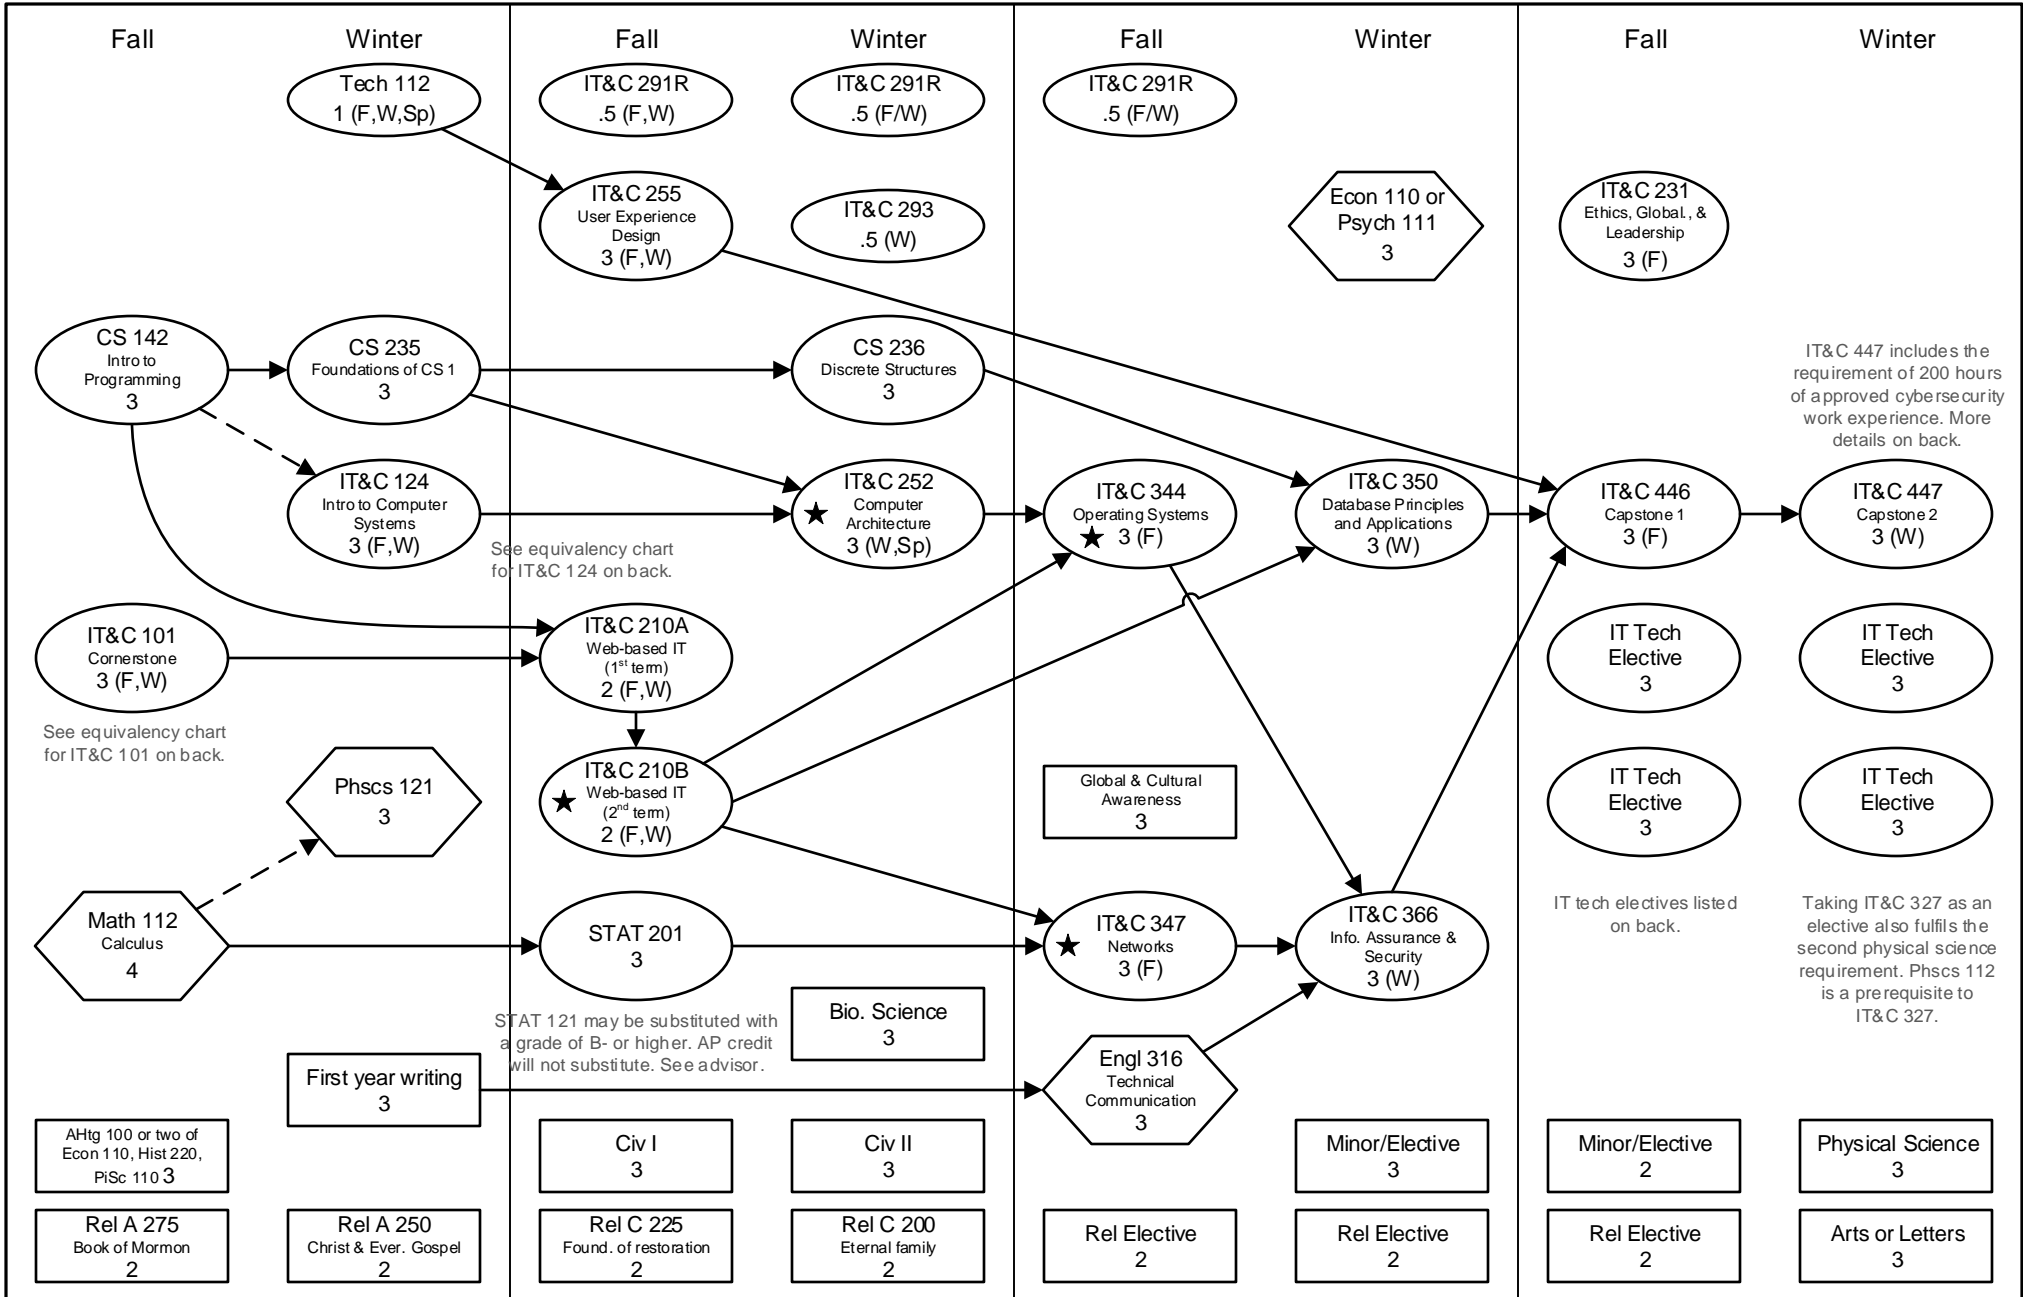 Fall
Winter
Fall
Winter
Fall
Winter
Fall
Winter
Tech 112
1 (F,W,Sp)
IT&C 291R
.5 (F,W)
IT&C 291R
.5 (F/W)
IT&C 291R
.5 (F/W)
IT&C 255
User Experience
Design
3 (F,W)
IT&C 293
.5 (W)
Econ 110 or
Psych 111
3
IT&C 231
Ethics, Global., &
Leadership
3 (F)
CS 142
Intro to
Programming
3
CS 235
Foundations of CS 1
3
CS 236
Discrete Structures
3
IT&C 447 includes the
requirement of 200 hours
of approved cybersecurity
work experience. More
details on back.
IT&C 124
Intro to Computer
Systems
3 (F,W)
See equivalency chart
for IT&C 124 on back.
IT&C 252
Computer
Architecture
3 (W,Sp)
IT&C 344
Operating Systems
3 (F)
IT&C 350
Database Principles
and Applications
3 (W)
IT&C 446
Capstone 1
3 (F)
IT&C 447
Capstone 2
3 (W)
IT&C 101
Cornerstone
3 (F,W)
See equivalency chart
for IT&C 101 on back.
IT&C 210A
Web-based IT
(1st term)
2 (F,W)
IT Tech
Elective
3
IT Tech
Elective
3
Phscs 121
3
IT&C 210B
Web-based IT
(2nd term)
2 (F,W)
Global & Cultural
Awareness
3
IT Tech
Elective
3
IT Tech
Elective
3
Math 112
Calculus
4
STAT 201
3
STAT 121 may be substituted with
a grade of B- or higher. AP credit
will not substitute. See advisor.
IT&C 347
Networks
3 (F)
IT&C 366
Info. Assurance &
Security
3 (W)
IT tech electives listed
on back.
Taking IT&C 327 as an
elective also fulfils the
second physical science
requirement. Phscs 112
is a prerequisite to
IT&C 327.
Bio. Science
3
First year writing
3
Engl 316
Technical
Communication
3
AHtg 100 or two of
Econ 110, Hist 220,
PiSc 110 3
Civ I
3
Civ II
3
Minor/Elective
3
Minor/Elective
2
Physical Science
3
Rel A 275
Book of Mormon
2
Rel A 250
Christ & Ever. Gospel
2
Rel C 225
Found. of restoration
2
Rel C 200
Eternal family
2
Rel Elective
2
Rel Elective
2
Rel Elective
2
Arts or Letters
3